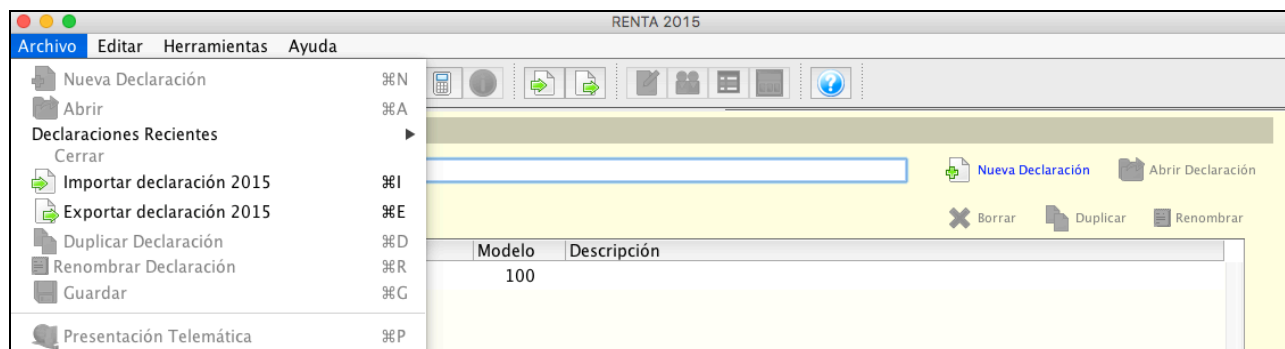 RENTA 2015
Archivo Editar Herramientas Ayuda
Nueva Declaración ⌘N
Abrir ⌘A
Declaraciones Recientes
Cerrar
Importar declaración 2015 ⌘I
Exportar declaración 2015 ⌘E
Duplicar Declaración ⌘D
Renombrar Declaración ⌘R
Guardar ⌘G
Presentación Telemática ⌘P
Nueva Declaración Abrir Declaración
Borrar Duplicar Renombrar
Modelo Descripción
100